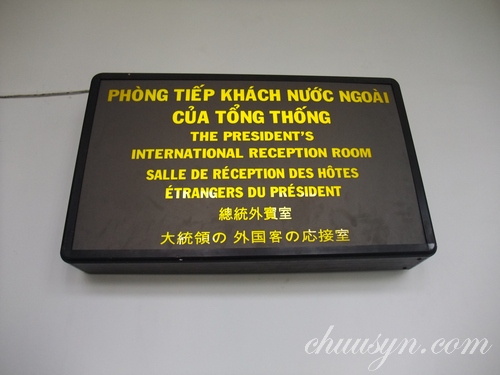 PHÒNG TIẾP KHÁCH NƯỚC NGOÀI
CỦA TỔNG THỐNG
THE PRESIDENT'S
INTERNATIONAL RECEPTION ROOM
SALLE DE RÉCEPTION DES HÔTES
ÉTRANGERS DU PRÉSIDENT
總統外賓室
大統領の 外国客の応接室
chuusyn.com